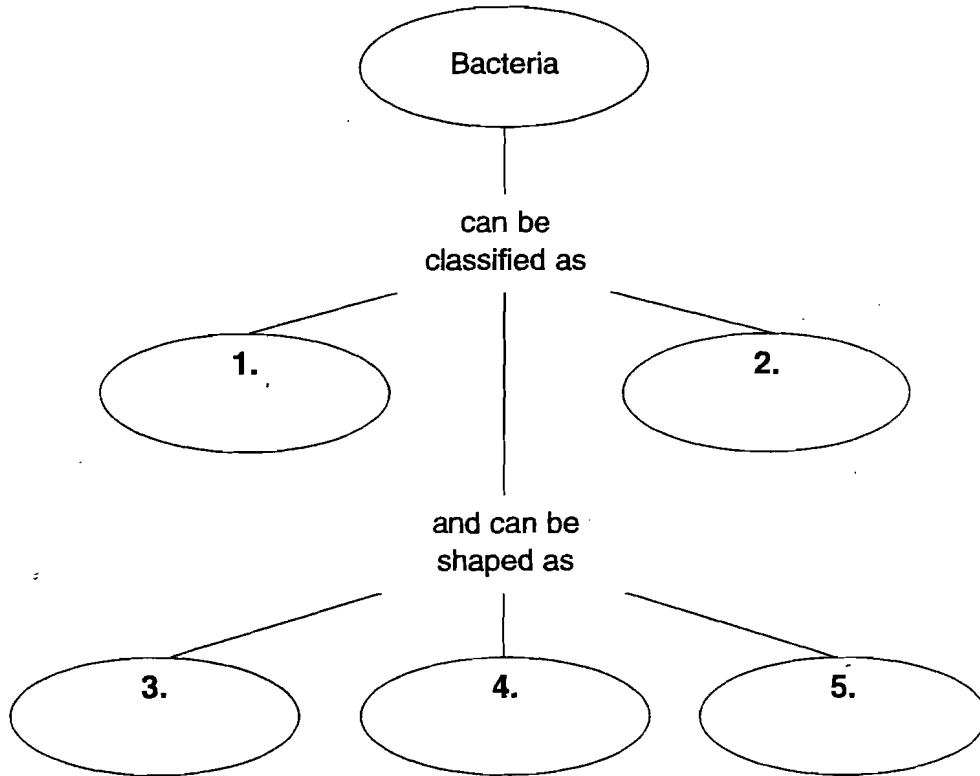 Bacteria
can be
classified as
1.
2.
and can be
shaped as
3.
4.
5.